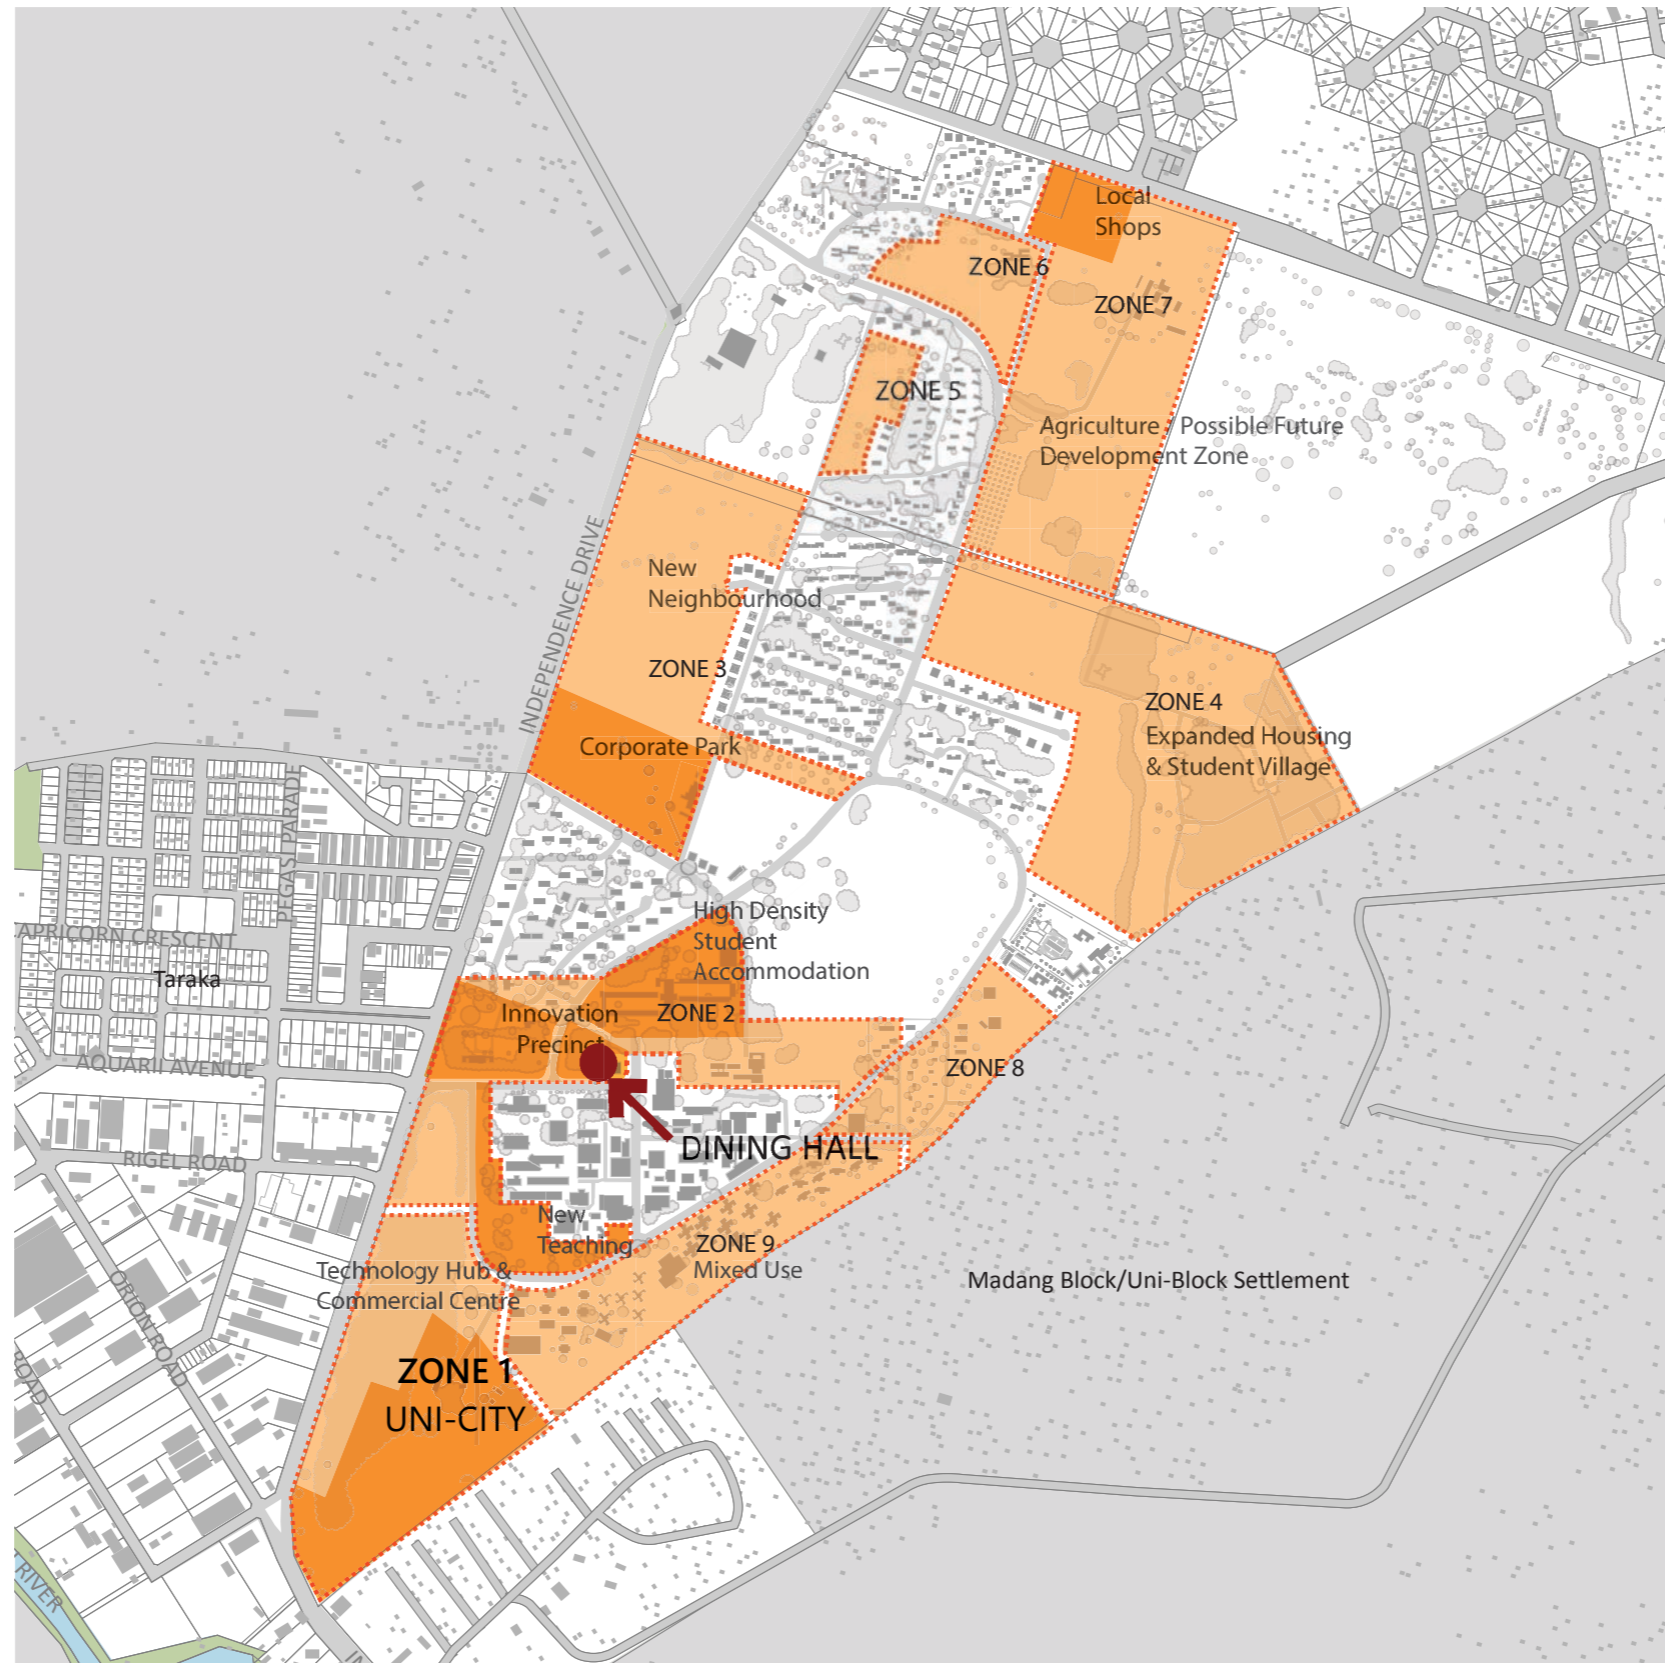 Local
Shops
ZONE 6
ZONE 7
ZONE 5
Agriculture / Possible Future
Development Zone
INDEPENDENCE DRIVE
New
Neighbourhood
ZONE 3
ZONE 4
Expanded Housing
& Student Village
Corporate Park
PEGASI PARADE
High Density
Student
Accommodation
APRICORN CRESCENT
Taraka
Innovation
Precinct
ZONE 2
AQUARII AVENUE
ZONE 8
DINING HALL
RIGEL ROAD
New
Teaching
ZONE 9
Mixed Use
Technology Hub &
Commercial Centre
Madang Block/Uni-Block Settlement
ORION ROAD
ROAD
ZONE 1
UNI-CITY
RIVER